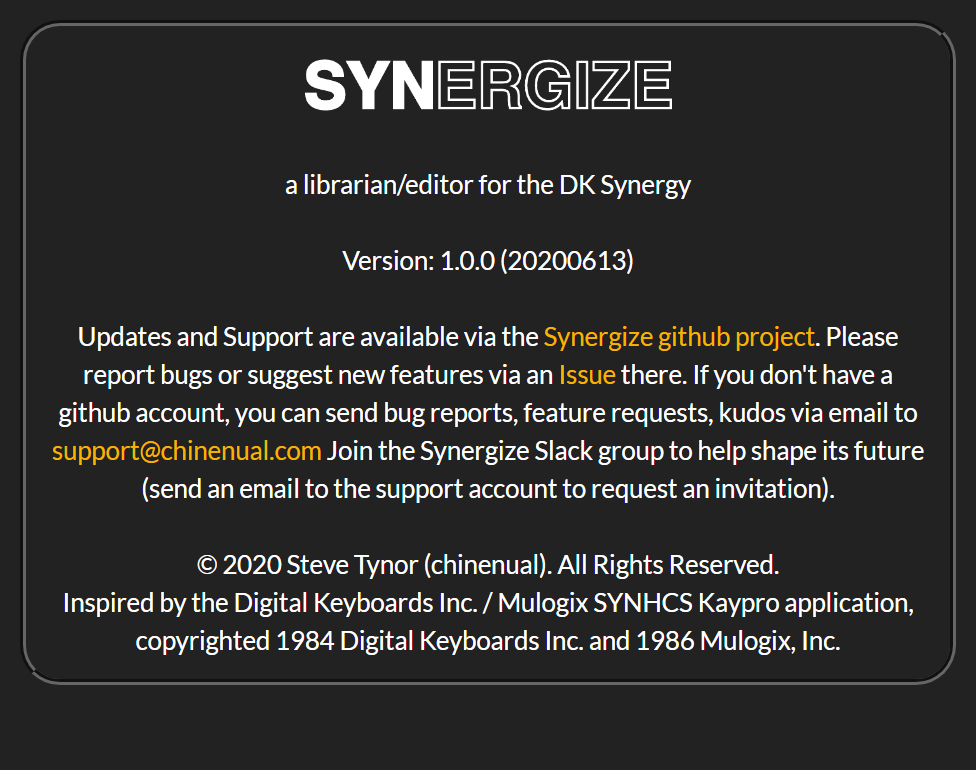 SYNERGIZE
a librarian/editor for the DK Synergy
Version: 1.0.0 (20200613)
Updates and Support are available via the Synergize github project. Please
report bugs or suggest new features via an Issue there. If you don't have a
github account, you can send bug reports, feature requests, kudos via email to
support@chinenual.com Join the Synergize Slack group to help shape its future
(send an email to the support account to request an invitation).
© 2020 Steve Tynor (chinenual). All Rights Reserved.
Inspired by the Digital Keyboards Inc. / Mulogix SYNHCS Kaypro application,
copyrighted 1984 Digital Keyboards Inc. and 1986 Mulogix, Inc.